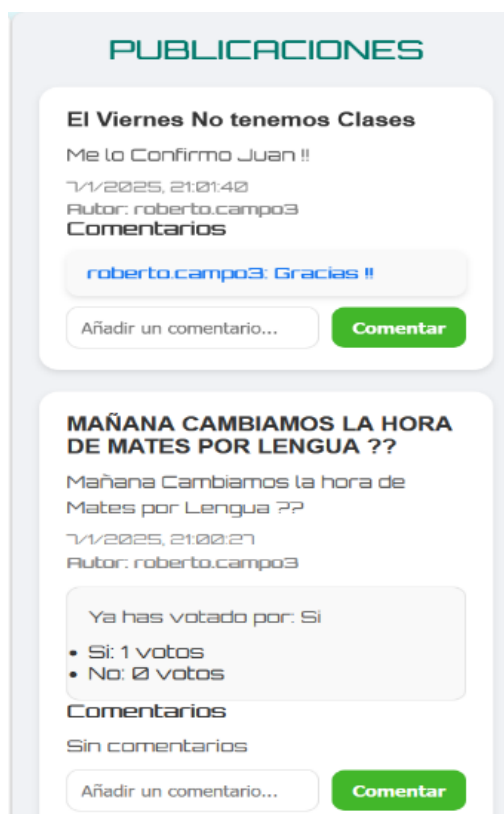 PUBLICACIONES
El Viernes No tenemos Clases
Me lo Confirmo Juan !!
7/1/2025, 21:01:40
Autor: roberto.campo3
Comentarios
roberto.campo3: Gracias !!
Añadir un comentario...
Comentar
MAÑANA CAMBIAMOS LA HORA
DE MATES POR LENGUA ??
Mañana Cambiamos la hora de
Mates por Lengua ??
7/1/2025, 21:00:27
Autor: roberto.campo3
Ya has votado por: Si
• Si: 1 votos
• No: 0 votos
Comentarios
Sin comentarios
Añadir un comentario...
Comentar